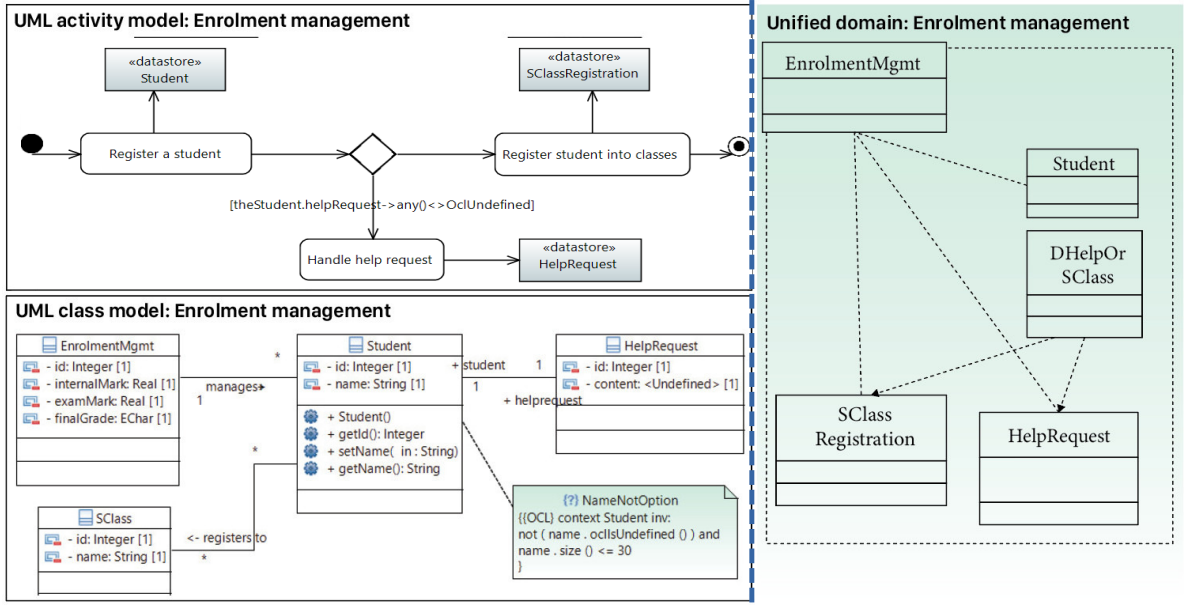 UML activity model: Enrolment management
«datastore»
Student
«datastore»
SClassRegistration
Register a student
Register student into classes
[theStudent.helpRequest->any()<>OclUndefined]
Handle help request
«datastore»
HelpRequest
UML class model: Enrolment management
EnrolmentMgmt
- id: Integer [1]
- internalMark: Real [1]
- examMark: Real [1]
- finalGrade: EChar [1]
*
manages
1
Student
- id: Integer [1]
- name: String [1]
+ Student()
+ getId(): Integer
+ setName( in : String)
+ getName(): String
+ student
1
1
+ helprequest
HelpRequest
- id: Integer [1]
- content: <Undefined> [1]
*
<- registers to
*
SClass
- id: Integer [1]
- name: String [1]
{?} NameNotOption
{{OCL} context Student inv:
not ( name . oclIsUndefined () ) and
name . size () <= 30
}
Unified domain: Enrolment management
EnrolmentMgmt
Student
DHelpOr
SClass
SClass
Registration
HelpRequest